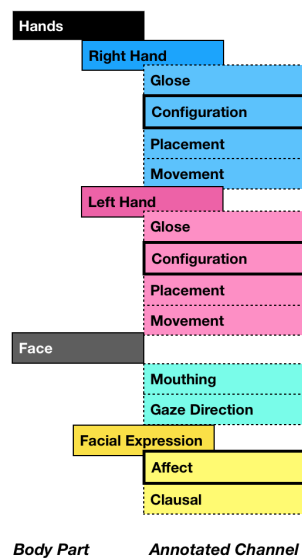 Hands
Right Hand
Glose
Configuration
Placement
Movement
Left Hand
Glose
Configuration
Placement
Movement
Face
Mouthing
Gaze Direction
Facial Expression
Affect
Clausal
Body Part Annotated Channel